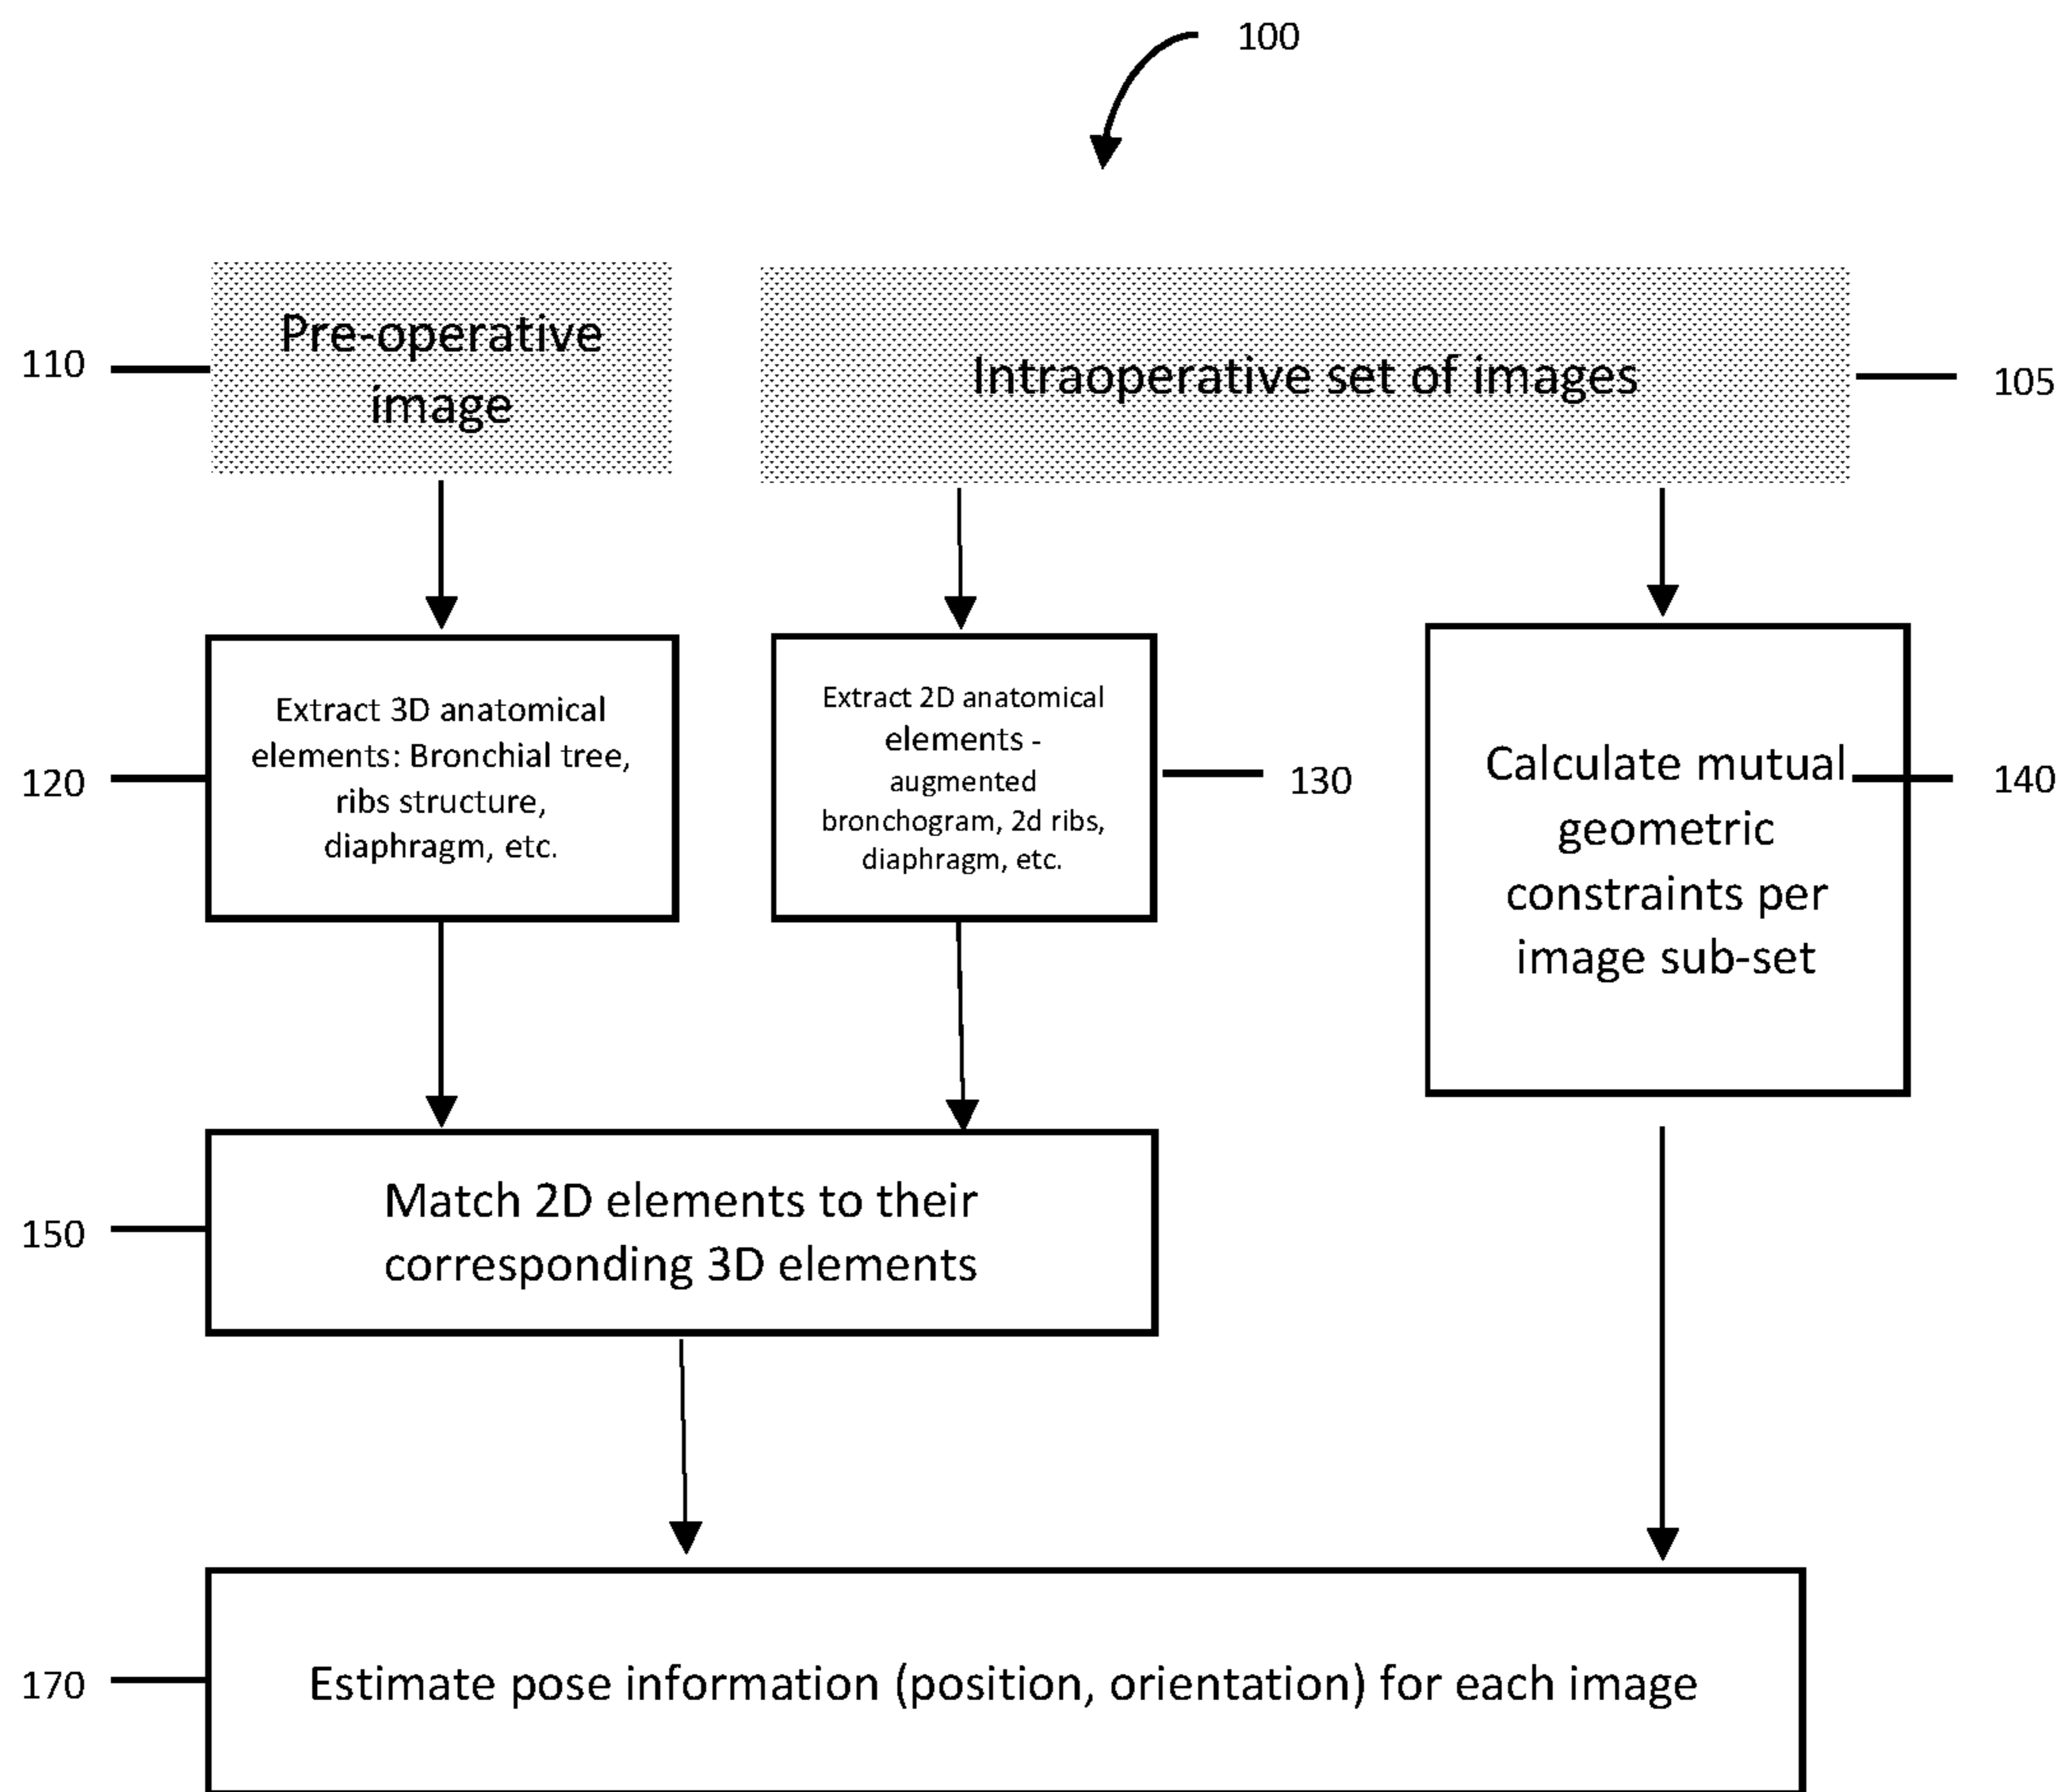 100
Pre-operative
image
110
Intraoperative set of images
105
Extract 3D anatomical
elements: Bronchial tree,
ribs structure,
diaphragm, etc.
120
Extract 2D anatomical
elements -
augmented
bronchogram, 2d ribs,
diaphragm, etc.
130
Calculate mutual
geometric
constraints per
image sub-set
140
Match 2D elements to their
corresponding 3D elements
150
Estimate pose information (position, orientation) for each image
170